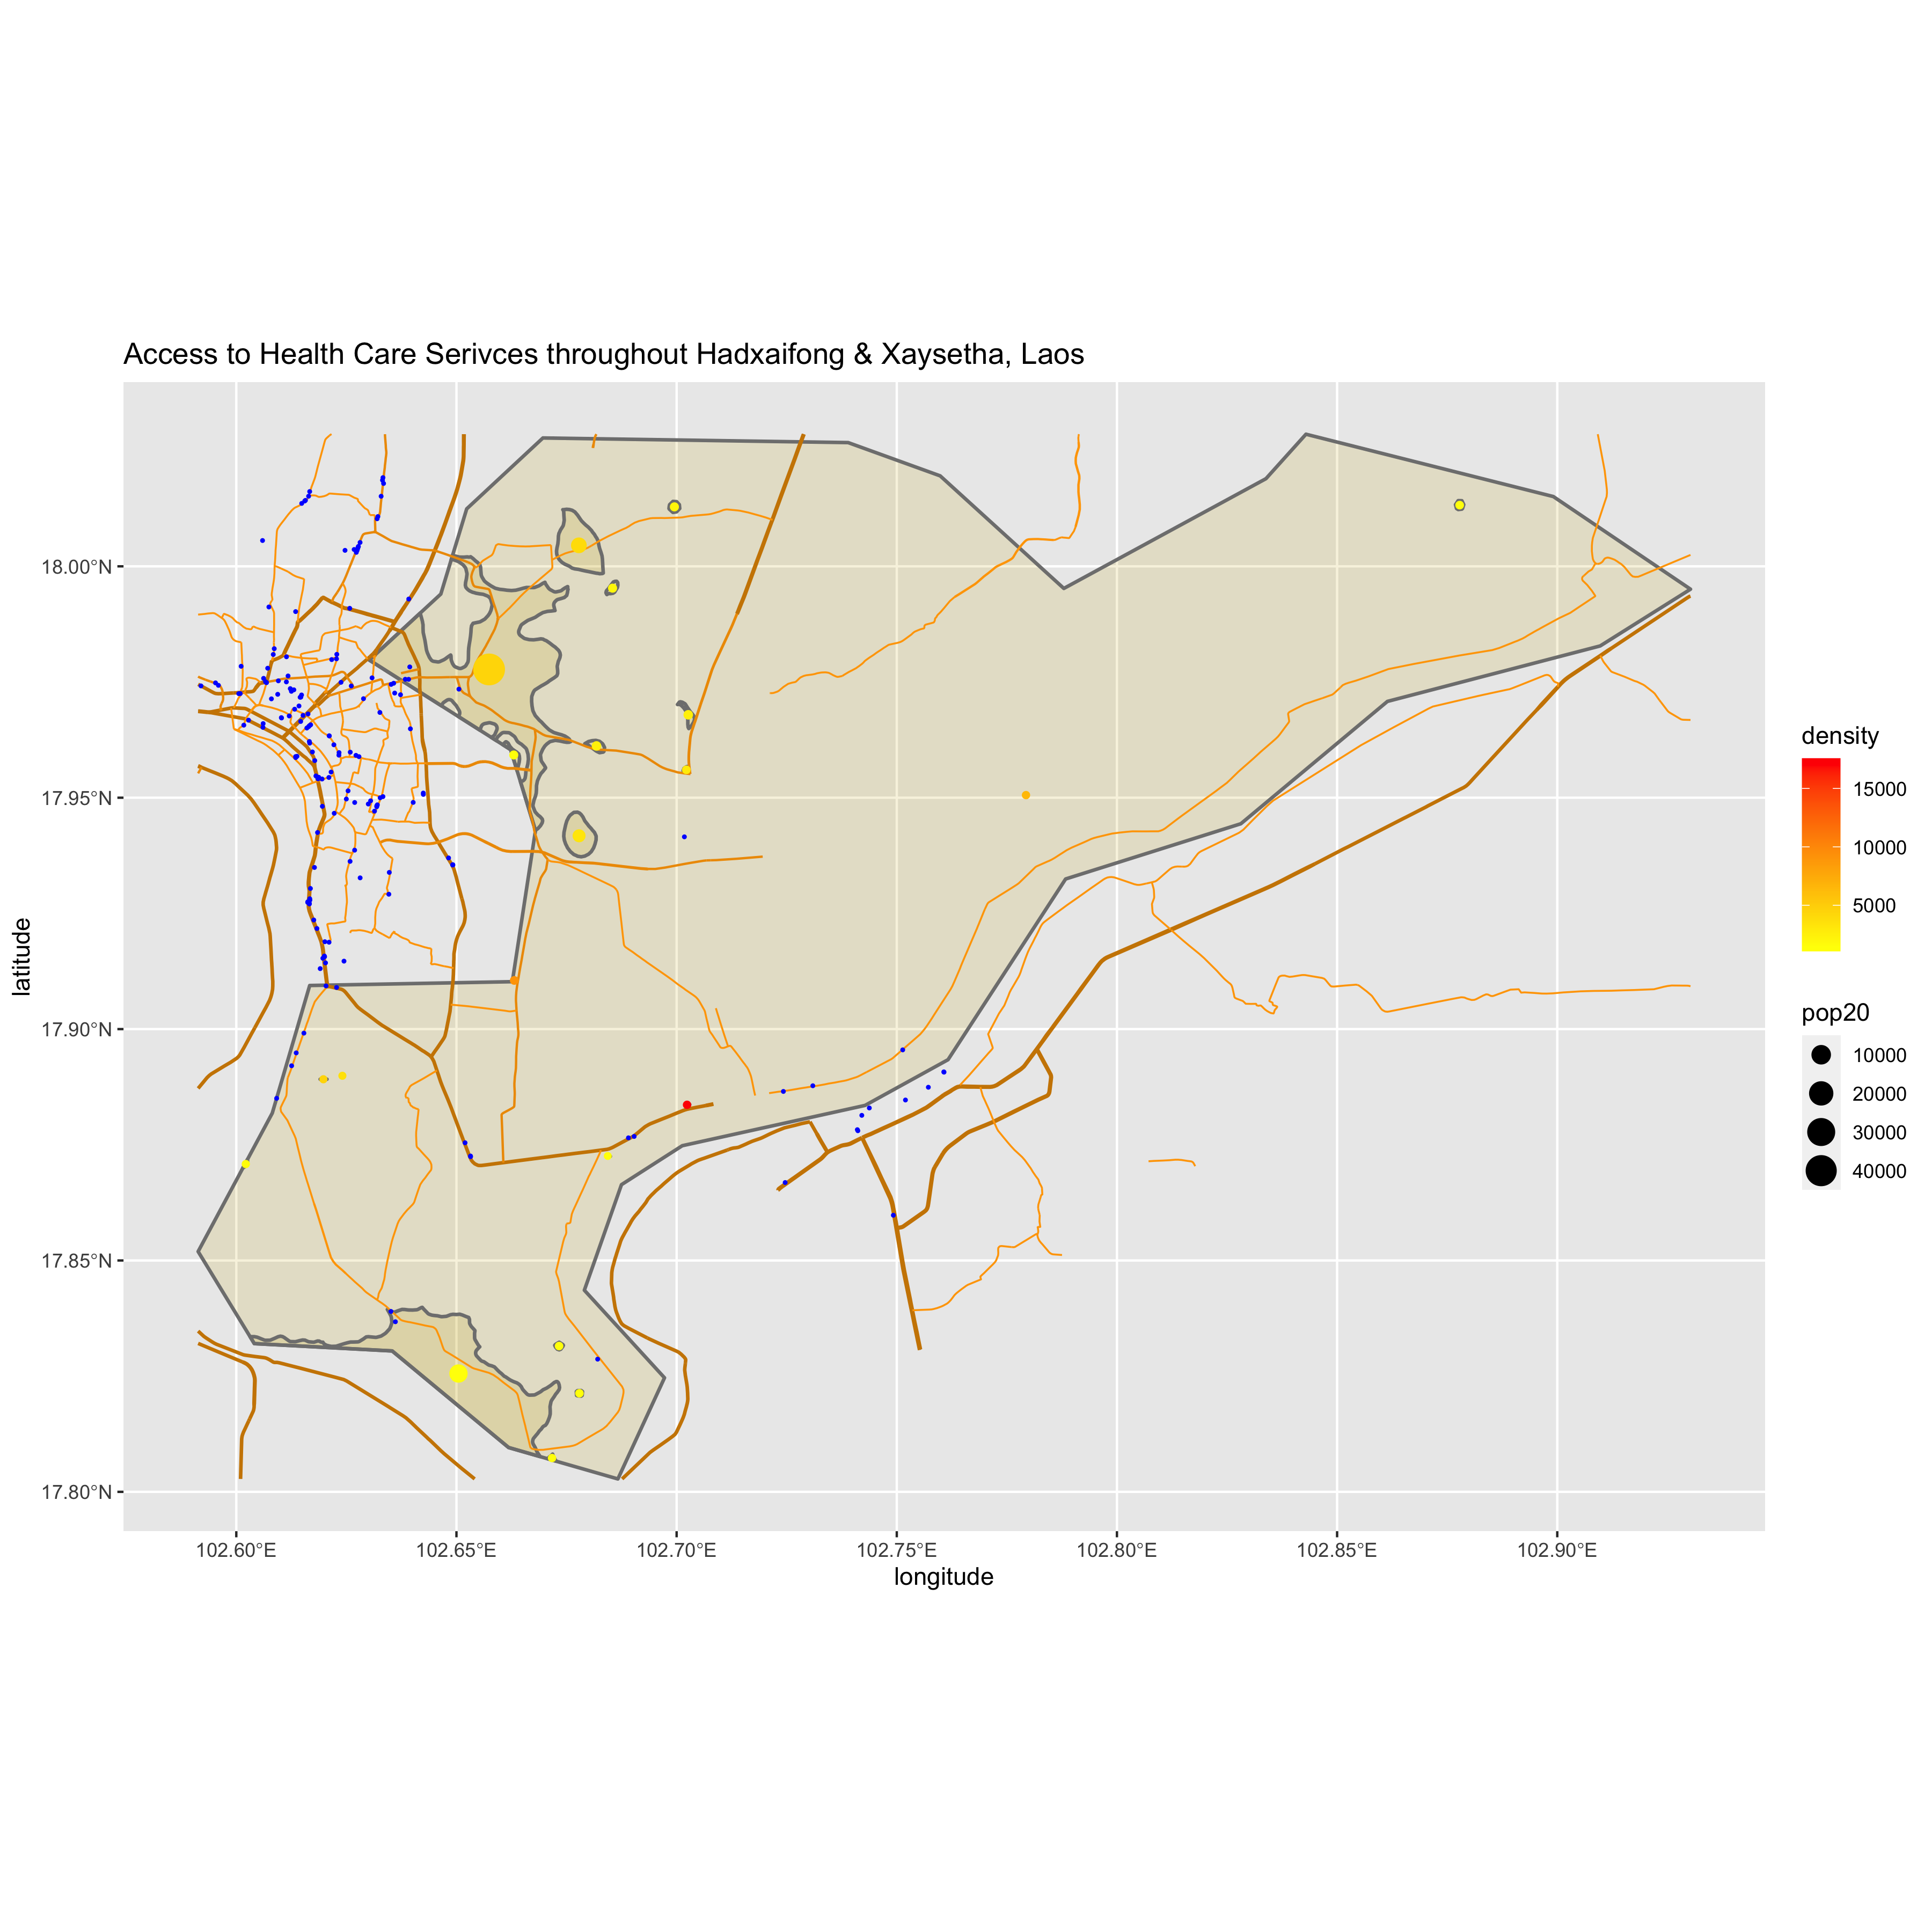 Access to Health Care Serivces throughout Hadxaifong & Xaysetha, Laos
18.00°N
17.95°N
17.90°N
17.85°N
17.80°N
latitude
102.60°E
102.65°E
102.70°E
102.75°E
102.80°E
102.85°E
102.90°E
longitude
density
15000
10000
5000
pop20
10000
20000
30000
40000